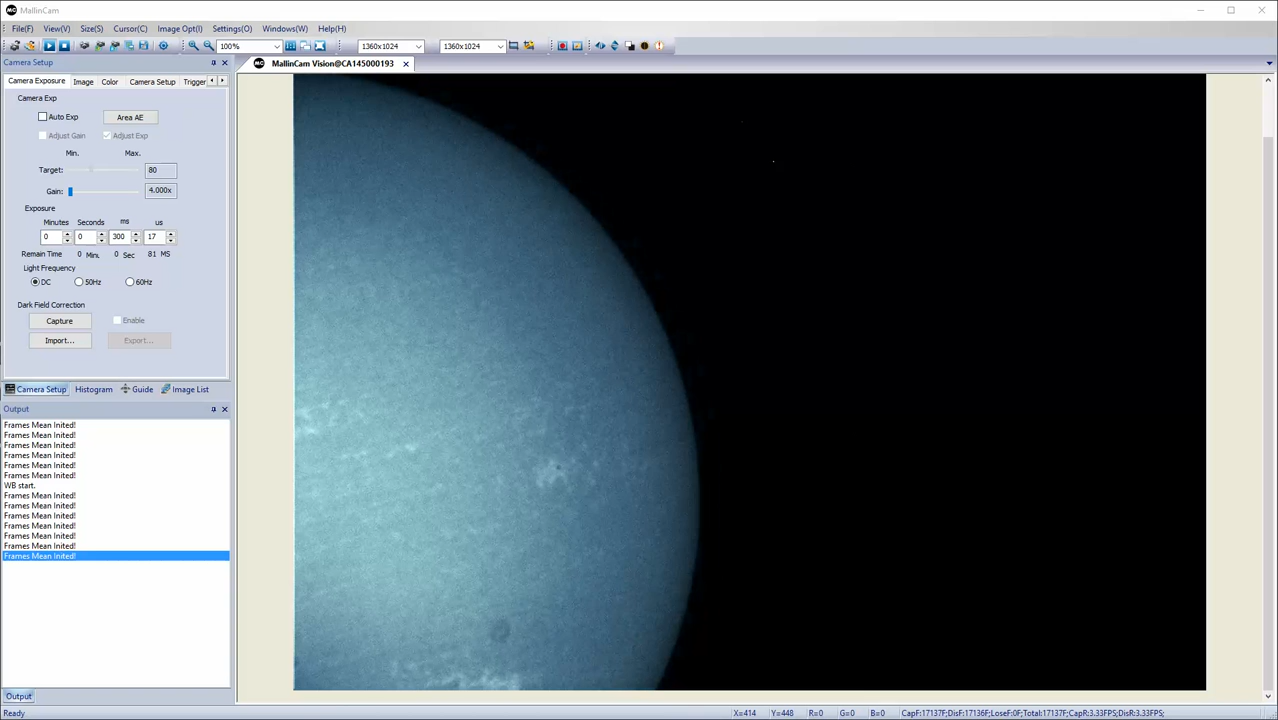 MallinCam
File(F) View(V) Size(S) Cursor(C) Image Opt(I) Settings(O) Windows(W) Help(H)
100% 1360x1024 1360x1024
Camera Setup
MC MallinCam Vision@CA145000193
Camera Exposure Image Color Camera Setup Trigger
Camera Exp
Auto Exp Area AE
Adjust Gain Adjust Exp
Min. Max.
Target: 80
Gain: 4.000x
Exposure
Minutes Seconds ms us
0 0 300 17
Remain Time 0 Minu 0 Sec 81 MS
Light Frequency
DC 50Hz 60Hz
Dark Field Correction
Capture Enable
Import... Export...
Camera Setup Histogram Guide Image List
Output
Frames Mean Inited!
Frames Mean Inited!
Frames Mean Inited!
Frames Mean Inited!
Frames Mean Inited!
Frames Mean Inited!
WB start.
Frames Mean Inited!
Frames Mean Inited!
Frames Mean Inited!
Frames Mean Inited!
Frames Mean Inited!
Frames Mean Inited!
Frames Mean Inited!
Output
Ready X=414 Y=448 R=0 G=0 B=0 CapF:17137F;DisF:17136F;LoseF:0F;Total:17137F;CapR:3.33FPS;DisR:3.33FPS;